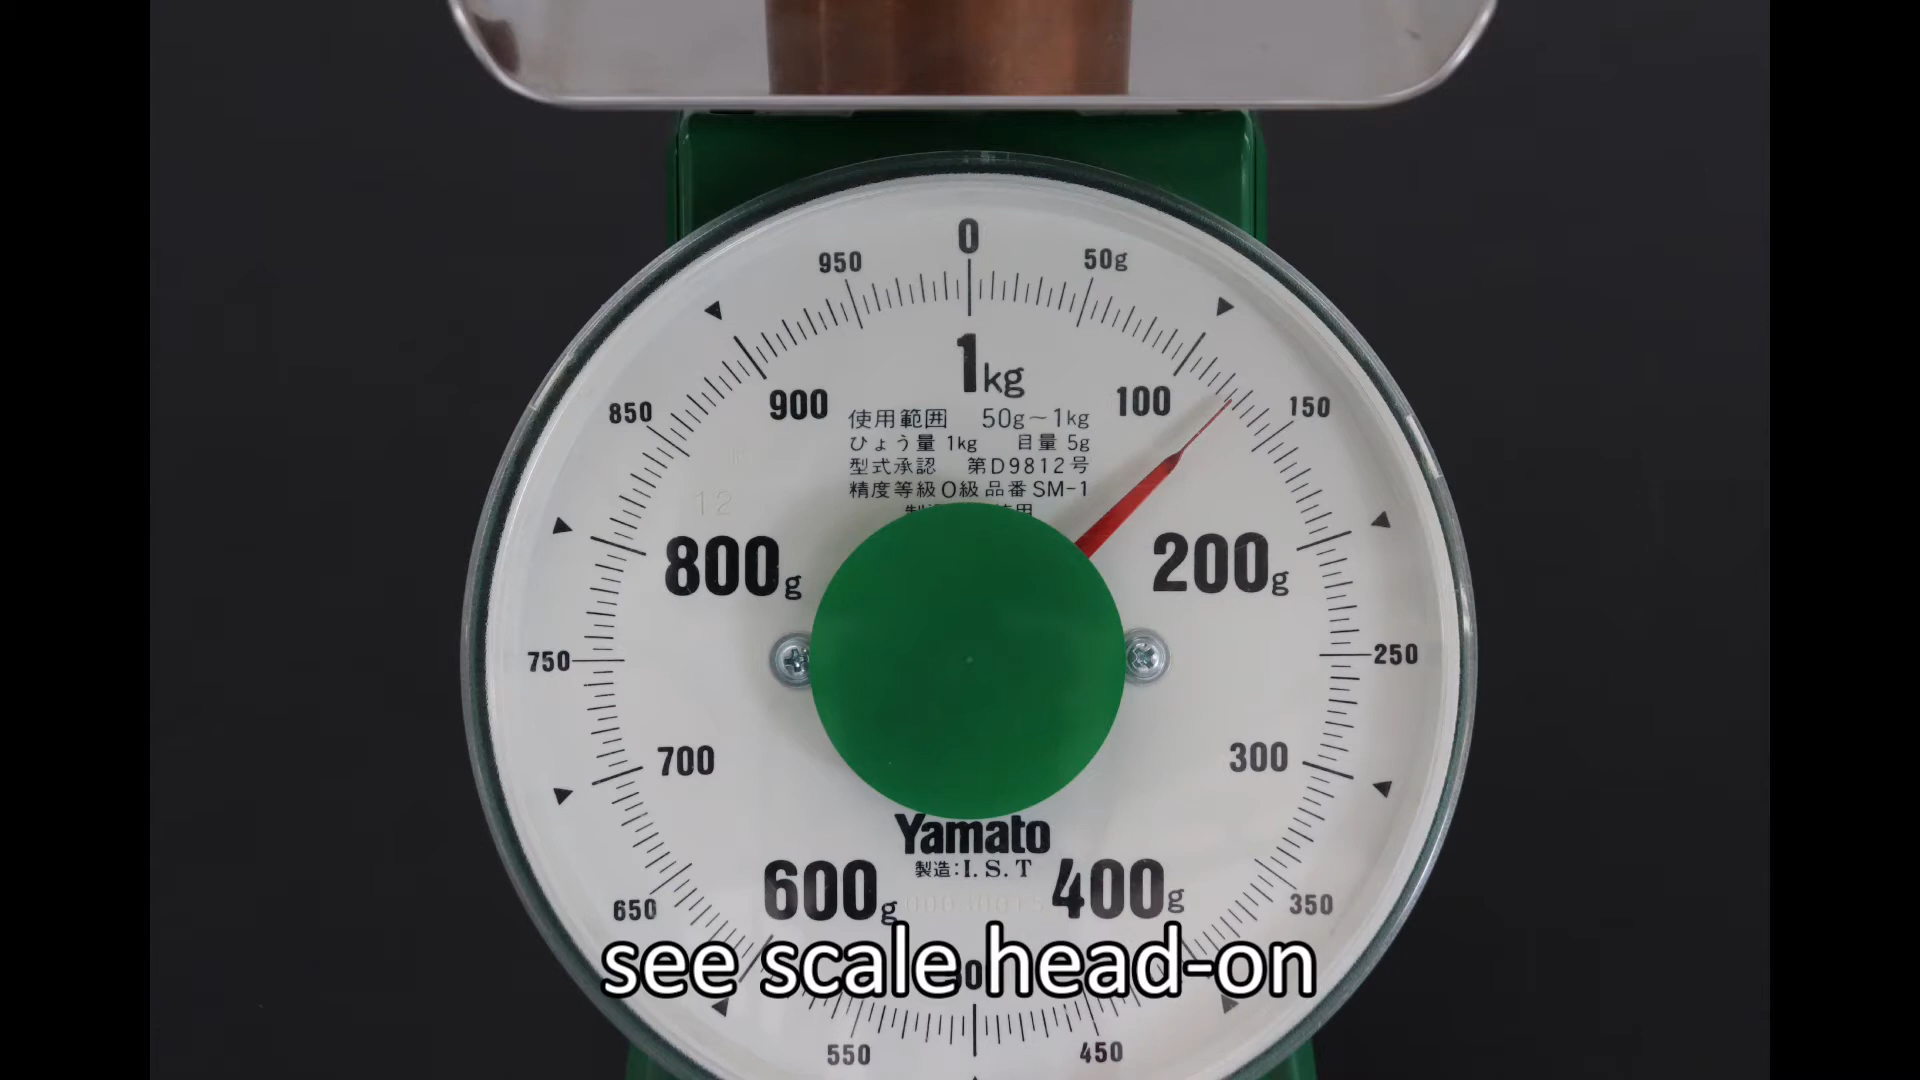 0
950
50g
1kg
850
900
100
150
使用範囲 50g~1kg
ひょう量 1kg 目量 5g
型式承認 第D9812号
精度等級O級 品番 SM-1
12
800g
200g
750
250
700
300
Yamato
製造:I.S.T
600g
400g
650
350
see scale head-on
550
450